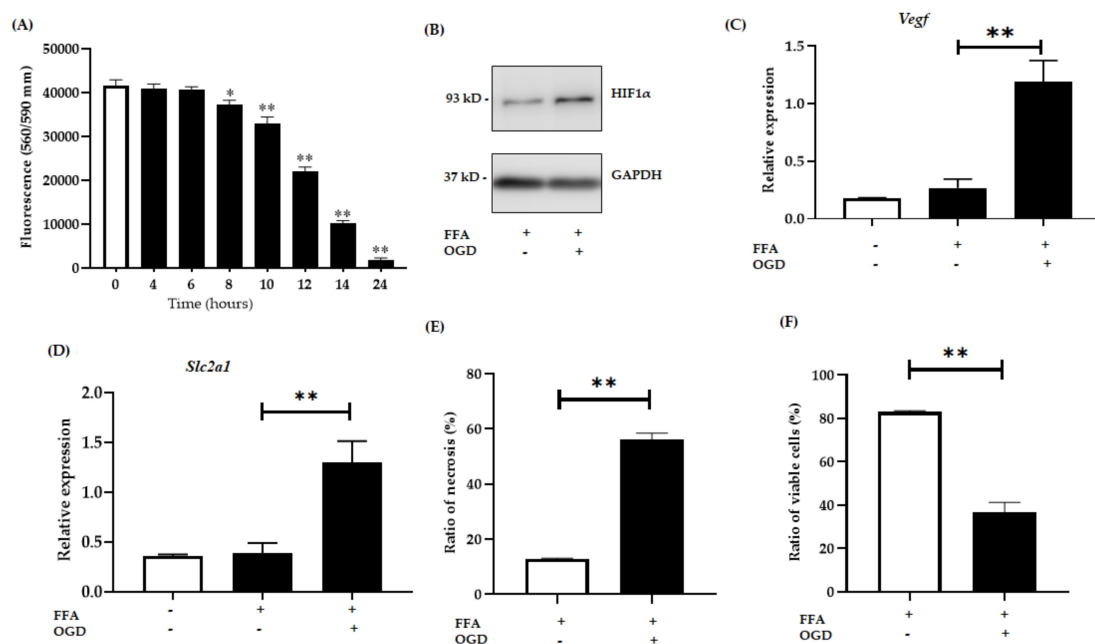 (A)
Fluorescence (560/590 mm)
50000
40000
30000
20000
10000
0
* ** ** ** **
0 4 6 8 10 12 14 24
Time (hours)
(B)
93 kD - HIF1α
37 kD - GAPDH
FFA + +
OGD - +
(C)
Vegf
**
Relative expression
1.5
1.0
0.5
0.0
FFA - + +
OGD - - +
(D)
Slc2a1
**
Relative expression
2.0
1.5
1.0
0.5
0.0
FFA - + +
OGD - - +
(E)
**
Ratio of necrosis (%)
80
60
40
20
0
FFA + +
OGD - +
(F)
**
Ratio of viable cells (%)
100
80
60
40
20
0
FFA + +
OGD - +